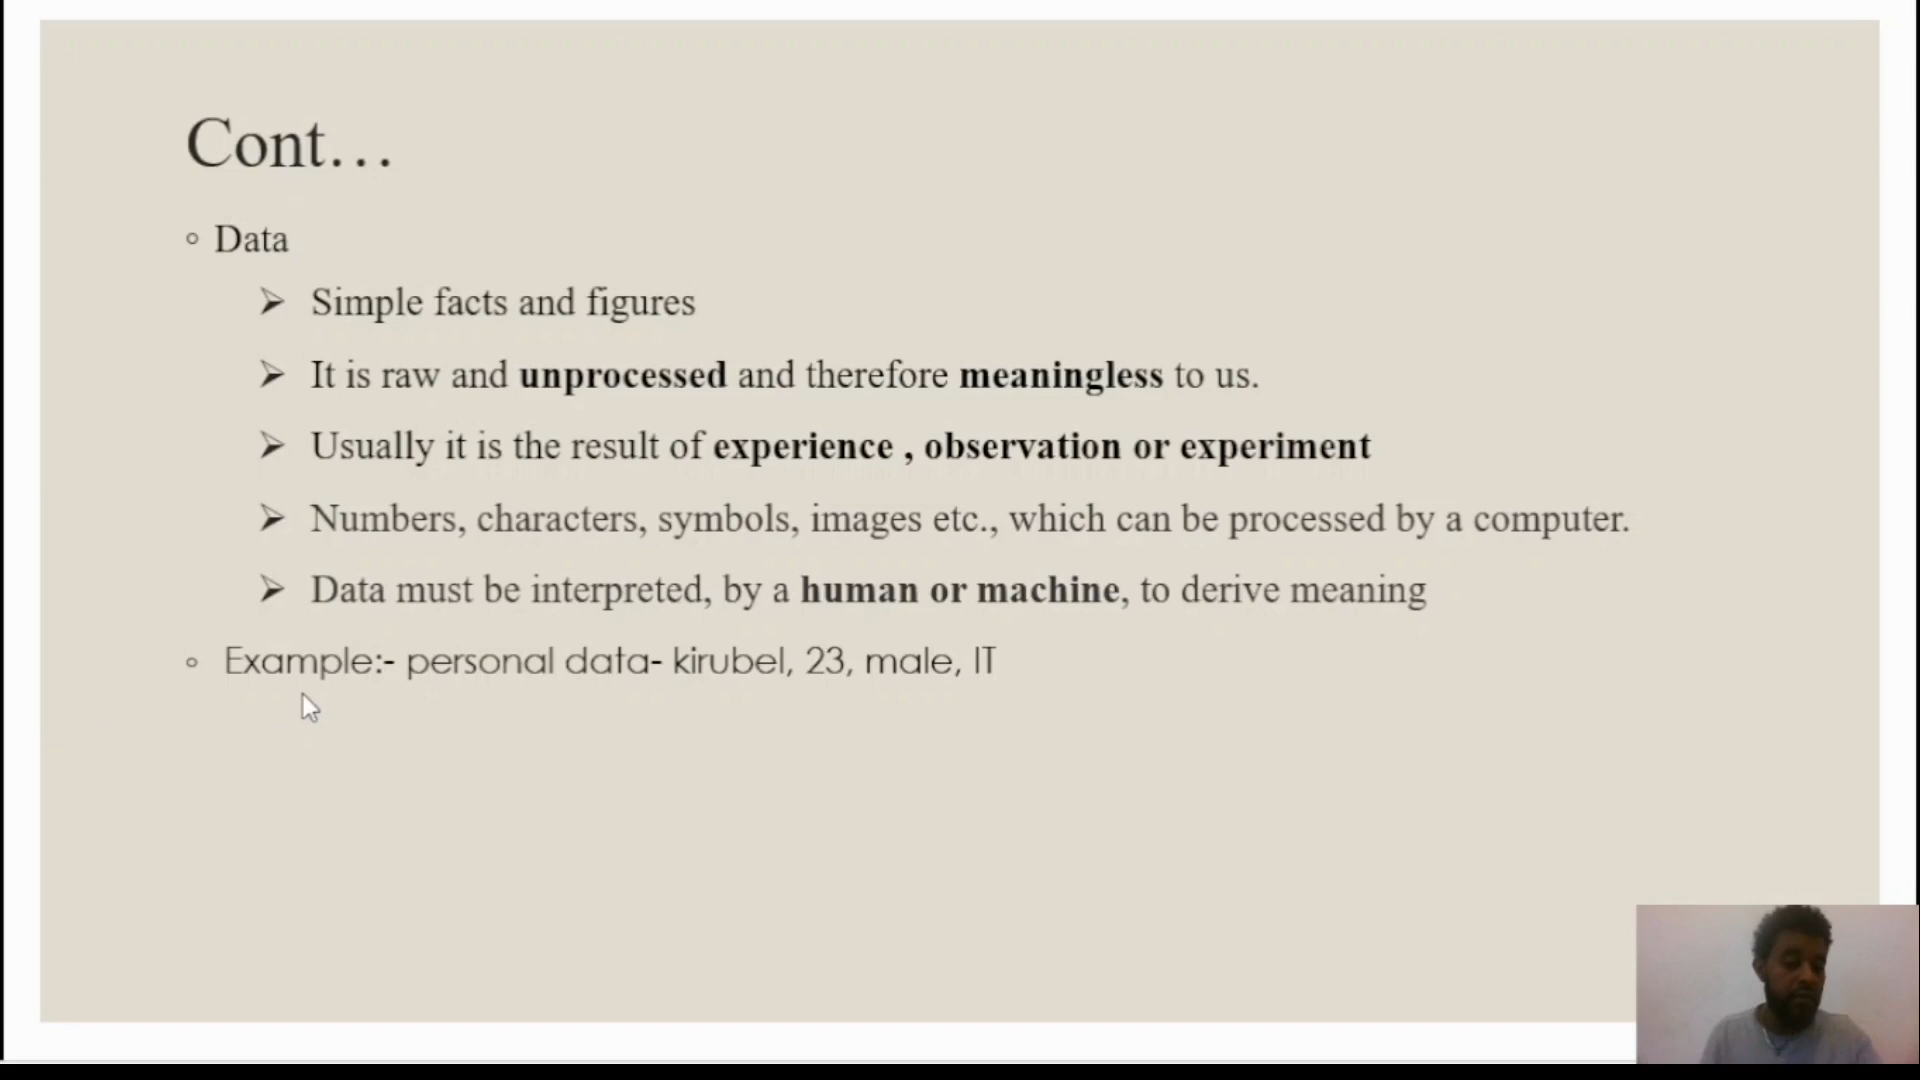 Cont…
◦ Data
➢ Simple facts and figures
➢ It is raw and unprocessed and therefore meaningless to us.
➢ Usually it is the result of experience , observation or experiment
➢ Numbers, characters, symbols, images etc., which can be processed by a computer.
➢ Data must be interpreted, by a human or machine, to derive meaning
◦ Example:- personal data- kirubel, 23, male, IT